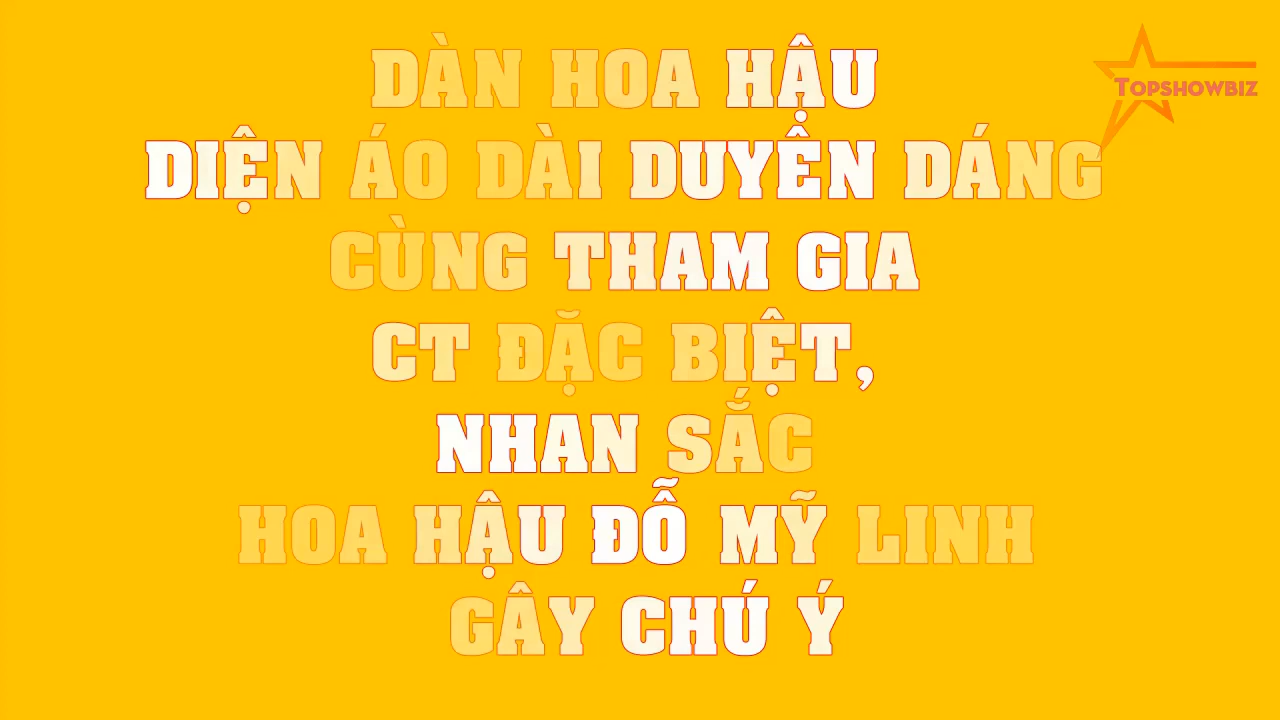 DÀN HOA HẬU
DIỆN ÁO DÀI DUYÊN DÁNG
CÙNG THAM GIA
CT ĐẶC BIỆT,
NHAN SẮC
HOA HẬU ĐỖ MỸ LINH
GÂY CHÚ Ý
TOPSHOWBIZ